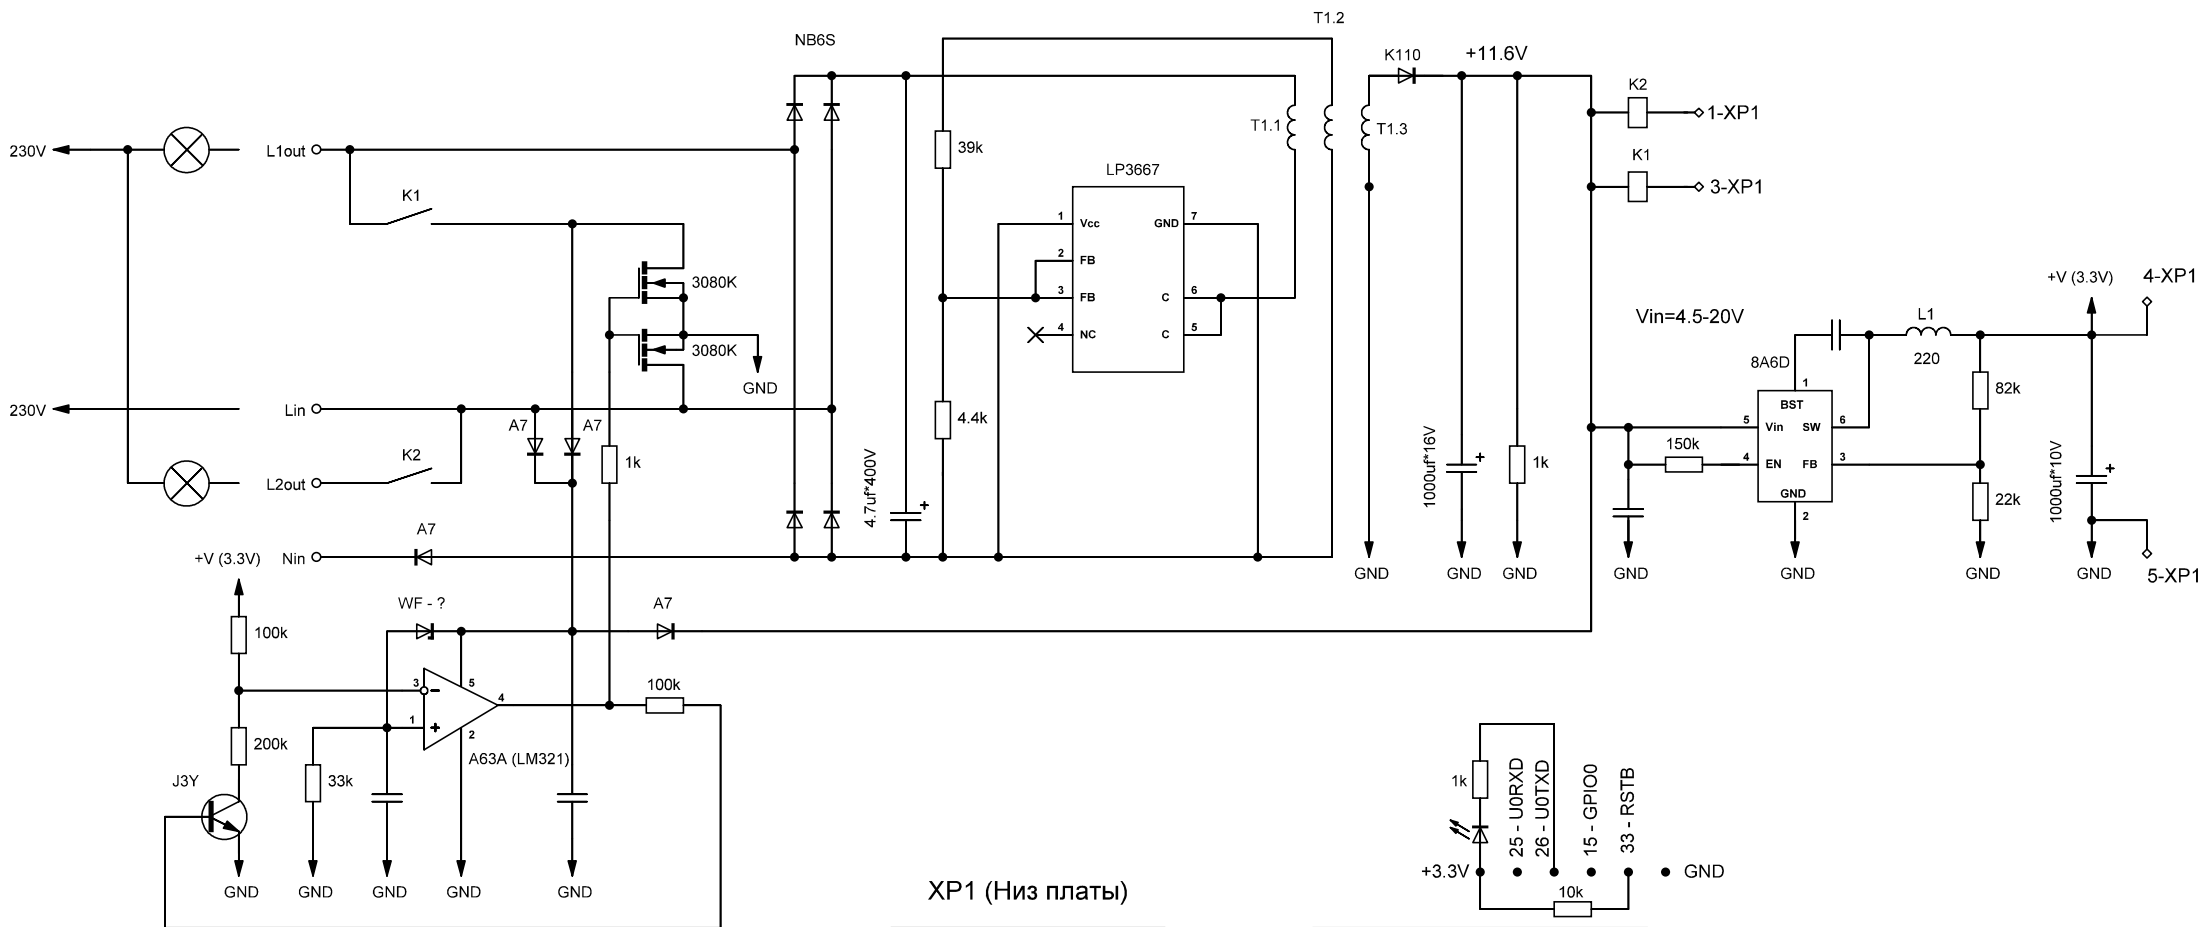 T1.2
NB6S
K110
+11.6V
K2
1-XP1
230V
L1out
39k
T1.1
T1.3
K1
3-XP1
LP3667
K1
1
Vcc
GND
7
2
FB
3
FB
C
6
4
NC
C
5
3080K
3080K
GND
+V (3.3V)
4-XP1
Vin=4.5-20V
L1
220
8A6D
1
BST
5
Vin
SW
6
4
EN
FB
3
GND
2
82k
22k
150k
230V
Lin
A7
A7
4.4k
K2
1k
L2out
4.7uf*400V
+
1000uf*16V
+
1k
1000uf*10V
+
A7
Nin
+V (3.3V)
GND
GND
GND
GND
GND
GND
GND
5-XP1
WF - ?
A7
100k
3
-
5
4
1
+
2
100k
A63A (LM321)
200k
J3Y
33k
GND
GND
GND
GND
GND
1k
25 - U0RXD
26 - U0TXD
15 - GPIO0
33 - RSTB
+3.3V
GND
10k
XP1 (Низ платы)